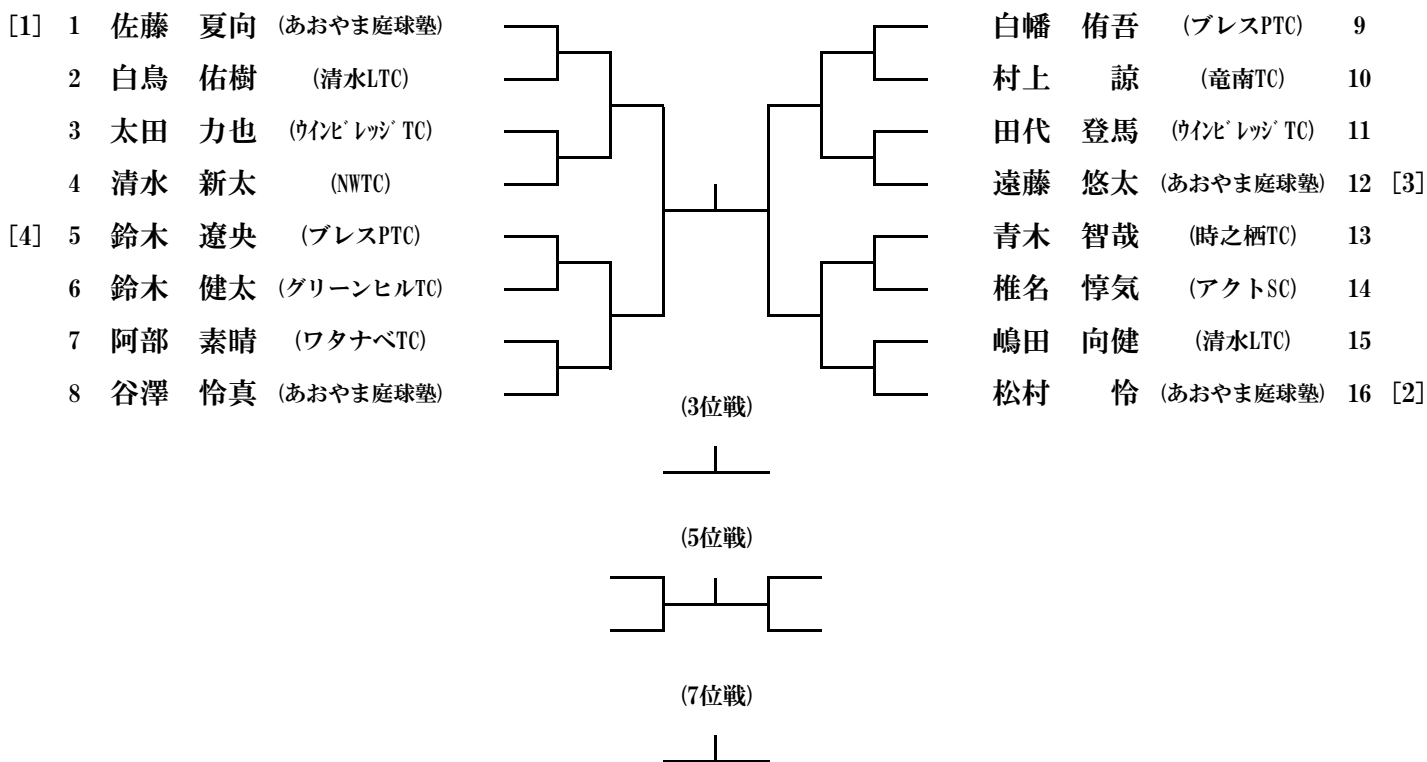 [1] 1 佐藤 夏向 (あおやま庭球塾)
2 白鳥 佑樹 (清水LTC)
3 太田 力也 (ウインビレッジTC)
4 清水 新太 (NWTC)
[4] 5 鈴木 遼央 (ブレスPTC)
6 鈴木 健太 (グリーンヒルTC)
7 阿部 素晴 (ワタナベTC)
8 谷澤 怜真 (あおやま庭球塾)
白幡 侑吾 (ブレスPTC) 9
村上 諒 (竜南TC) 10
田代 登馬 (ウインビレッジTC) 11
遠藤 悠太 (あおやま庭球塾) 12 [3]
青木 智哉 (時之栖TC) 13
椎名 惇気 (アクトSC) 14
嶋田 向健 (清水LTC) 15
松村 怜 (あおやま庭球塾) 16 [2]
(3位戦)
(5位戦)
(7位戦)